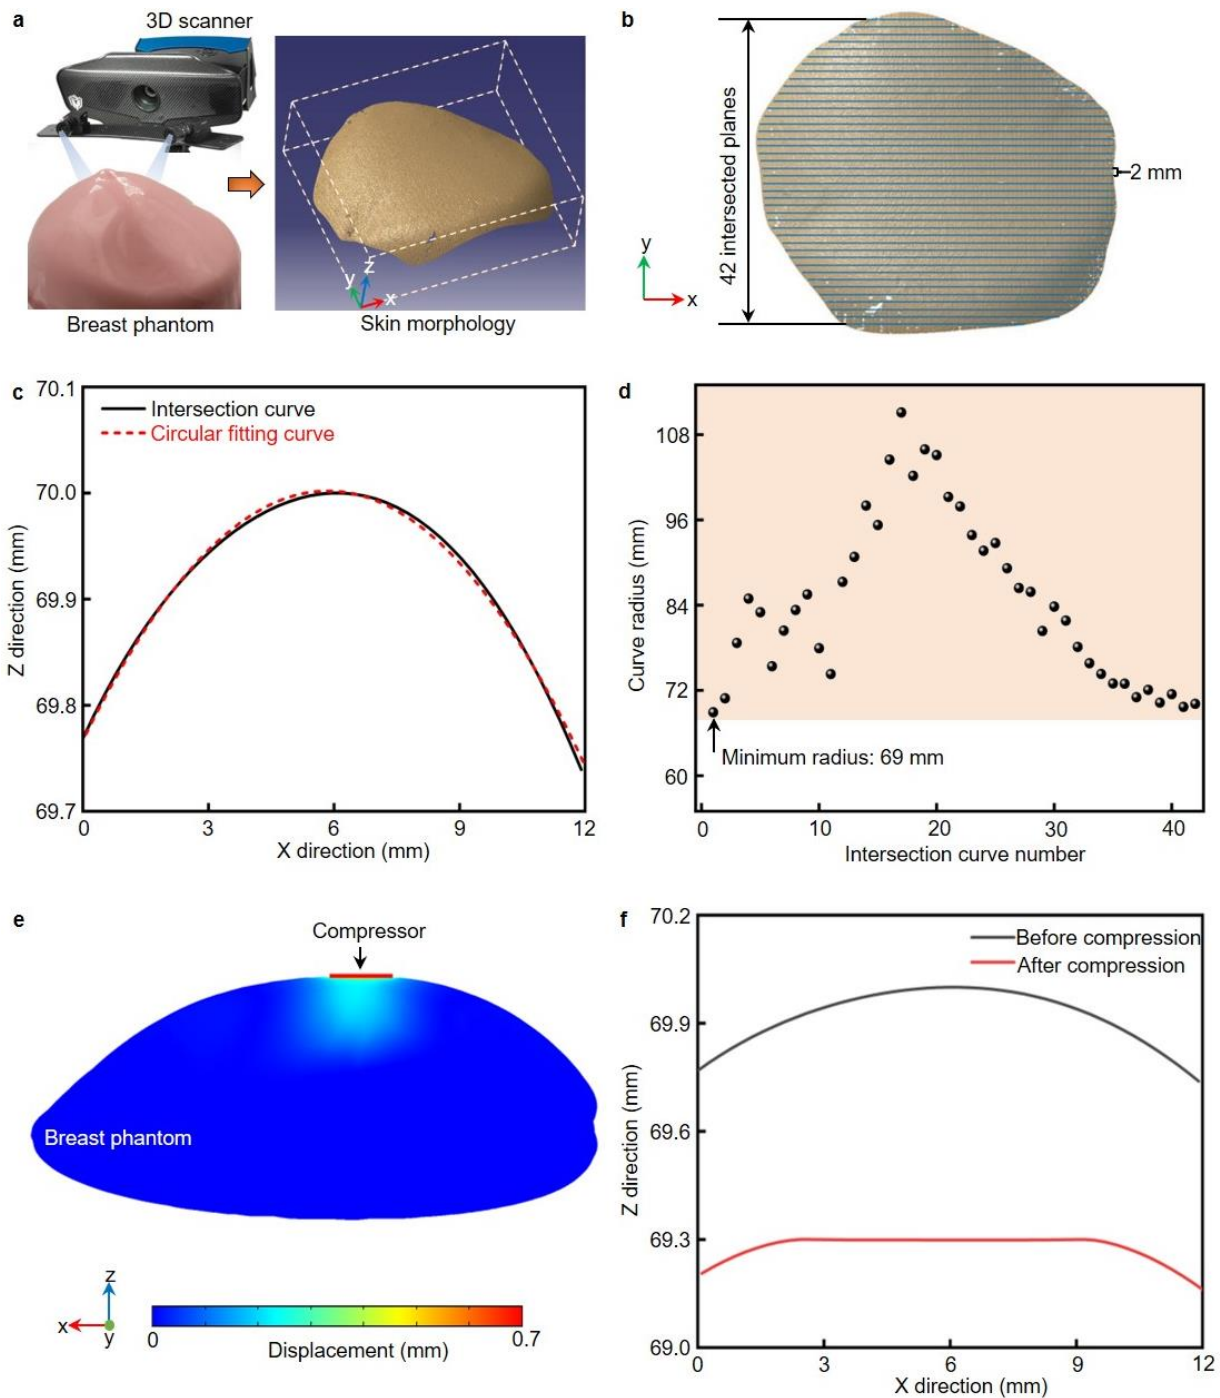 a
3D scanner
Breast phantom
z
y
x
Skin morphology
b
42 intersected planes
2 mm
y
x
c
70.1
70.0
69.9
69.8
69.7
Z direction (mm)
Intersection curve
Circular fitting curve
0 3 6 9 12
X direction (mm)
d
108
96
84
72
60
Curve radius (mm)
Minimum radius: 69 mm
0 10 20 30 40
Intersection curve number
e
Compressor
Breast phantom
z
x
y
0 0.7
Displacement (mm)
f
70.2
69.9
69.6
69.3
69.0
Z direction (mm)
Before compression
After compression
0 3 6 9 12
X direction (mm)